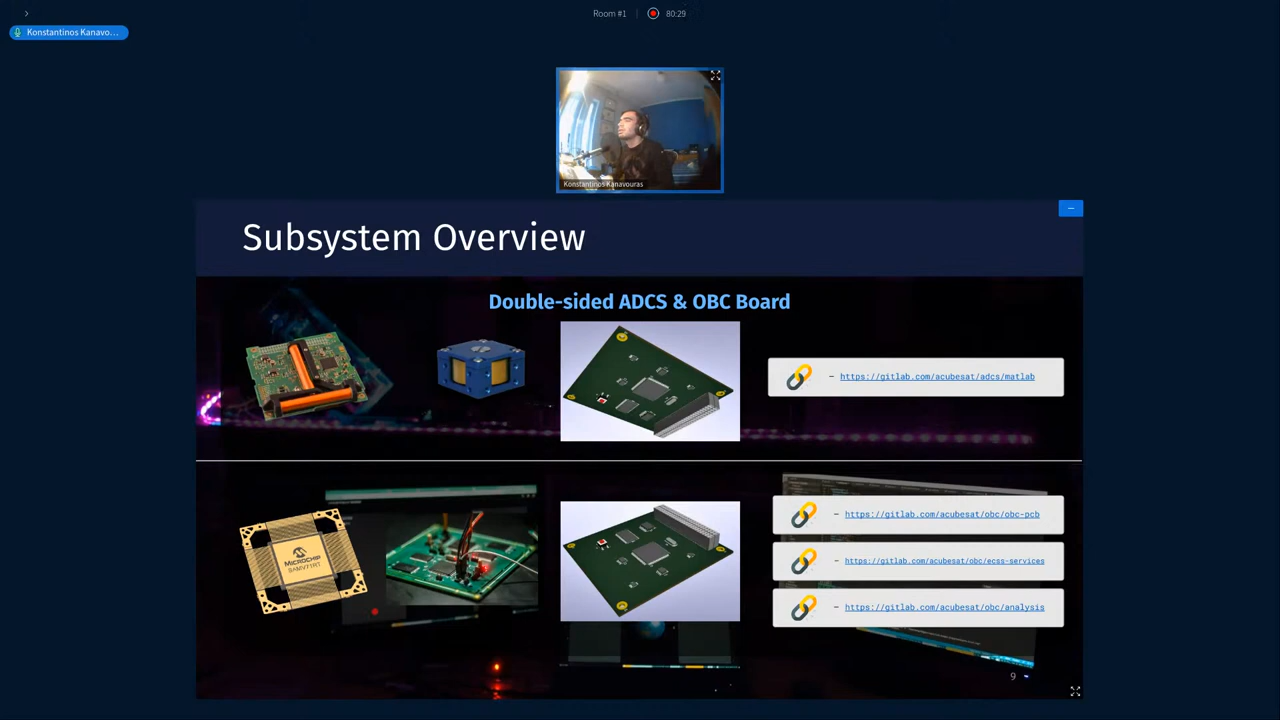 Room #1 80:29
Konstantinos Kanavo...
Konstantinos Kanavouras
Subsystem Overview
Double-sided ADCS & OBC Board
– https://gitlab.com/acubesat/adcs/matlab
– https://gitlab.com/acubesat/obc/obc-pcb
MICROCHIP
SAMV71RT
– https://gitlab.com/acubesat/obc/ecss-services
– https://gitlab.com/acubesat/obc/analysis
9